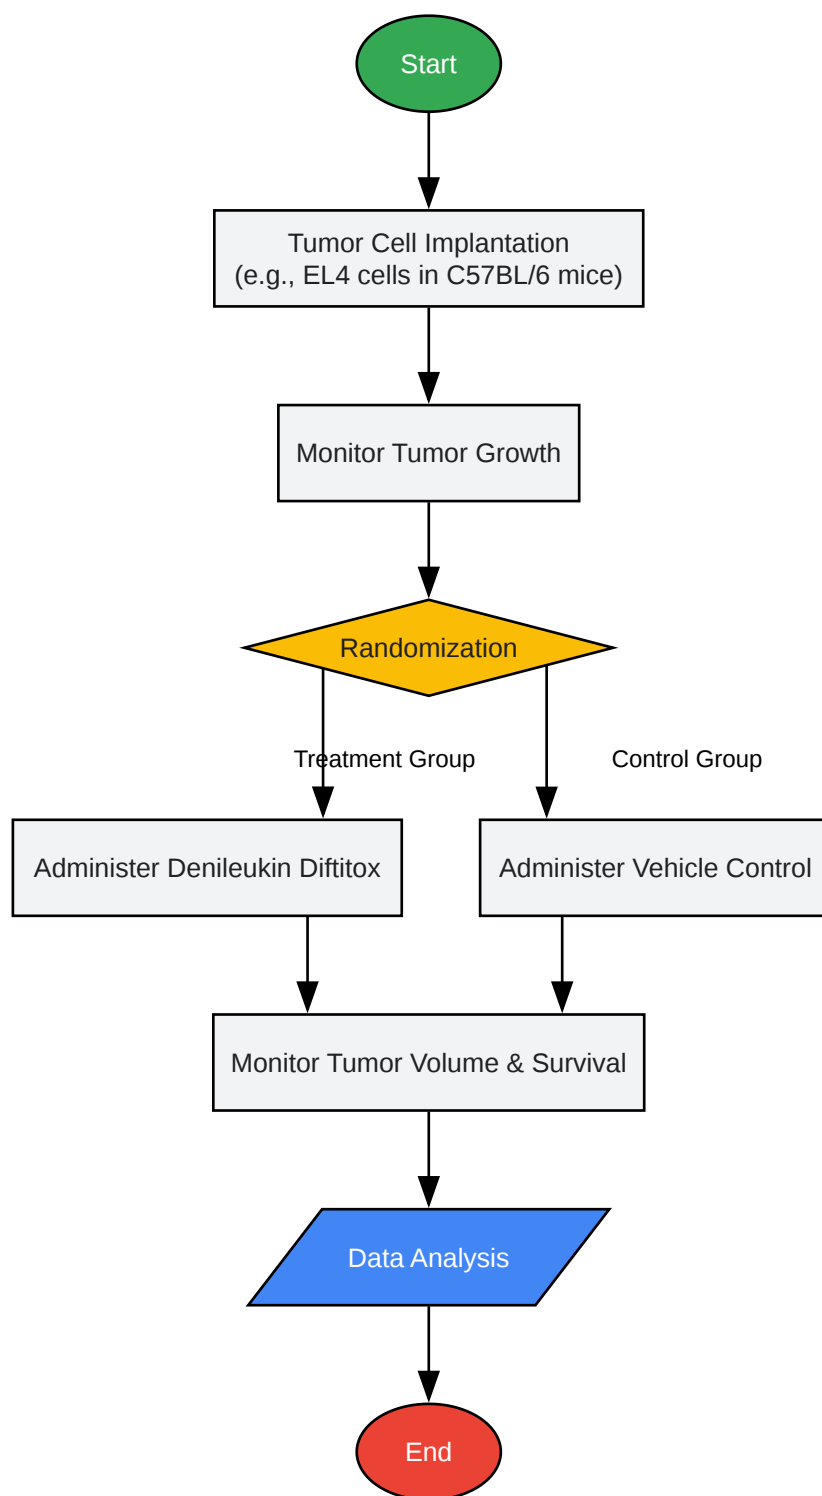 Start
Tumor Cell Implantation
(e.g., EL4 cells in C57BL/6 mice)
Monitor Tumor Growth
Randomization
Treatment Group
Control Group
Administer Denileukin Diftitox
Administer Vehicle Control
Monitor Tumor Volume & Survival
Data Analysis
End